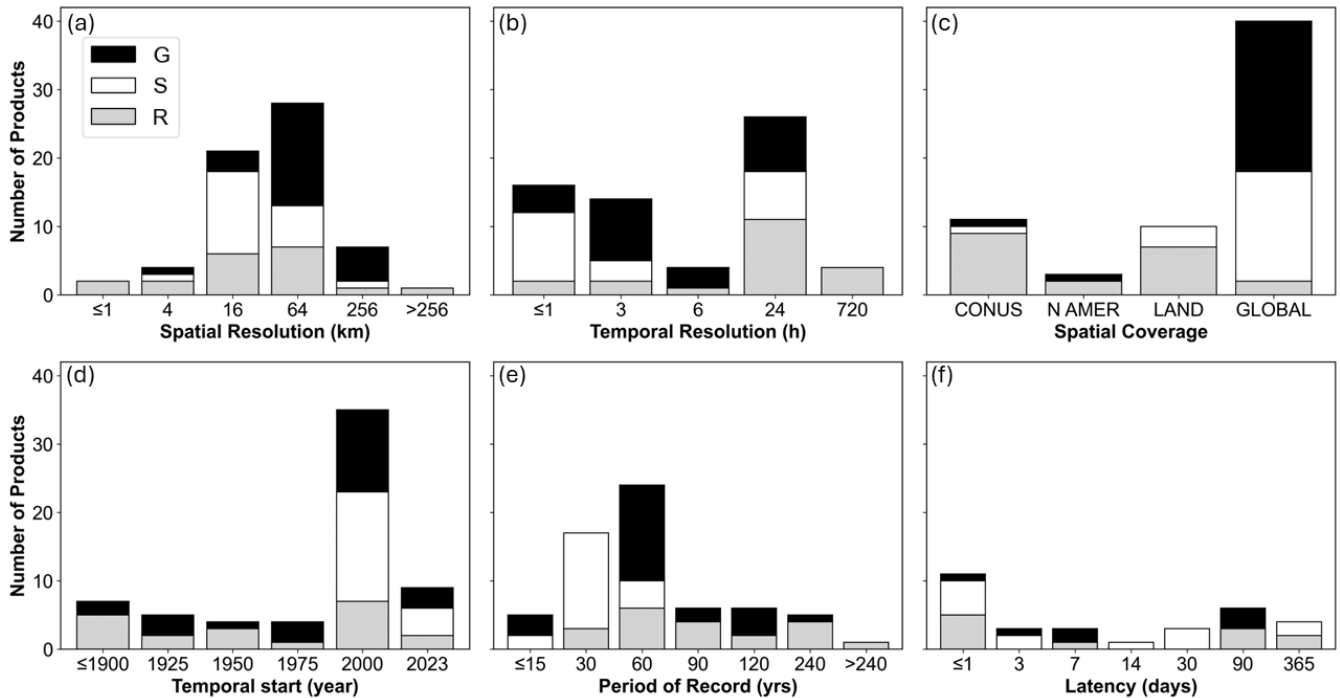 (a)
G
S
R
40
30
20
10
0
Number of Products
≤1 4 16 64 256 >256
Spatial Resolution (km)
(b)
≤1 3 6 24 720
Temporal Resolution (h)
(c)
CONUS N AMER LAND GLOBAL
Spatial Coverage
(d)
40
30
20
10
0
Number of Products
≤1900 1925 1950 1975 2000 2023
Temporal start (year)
(e)
≤15 30 60 90 120 240 >240
Period of Record (yrs)
(f)
≤1 3 7 14 30 90 365
Latency (days)